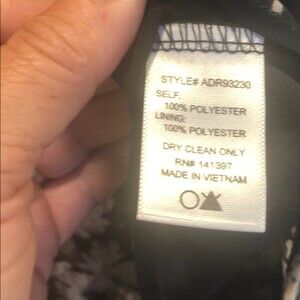 STYLE# ADR93230
SELF:
100% POLYESTER
LINING:
100% POLYESTER
DRY CLEAN ONLY
RN# 141397
MADE IN VIETNAM